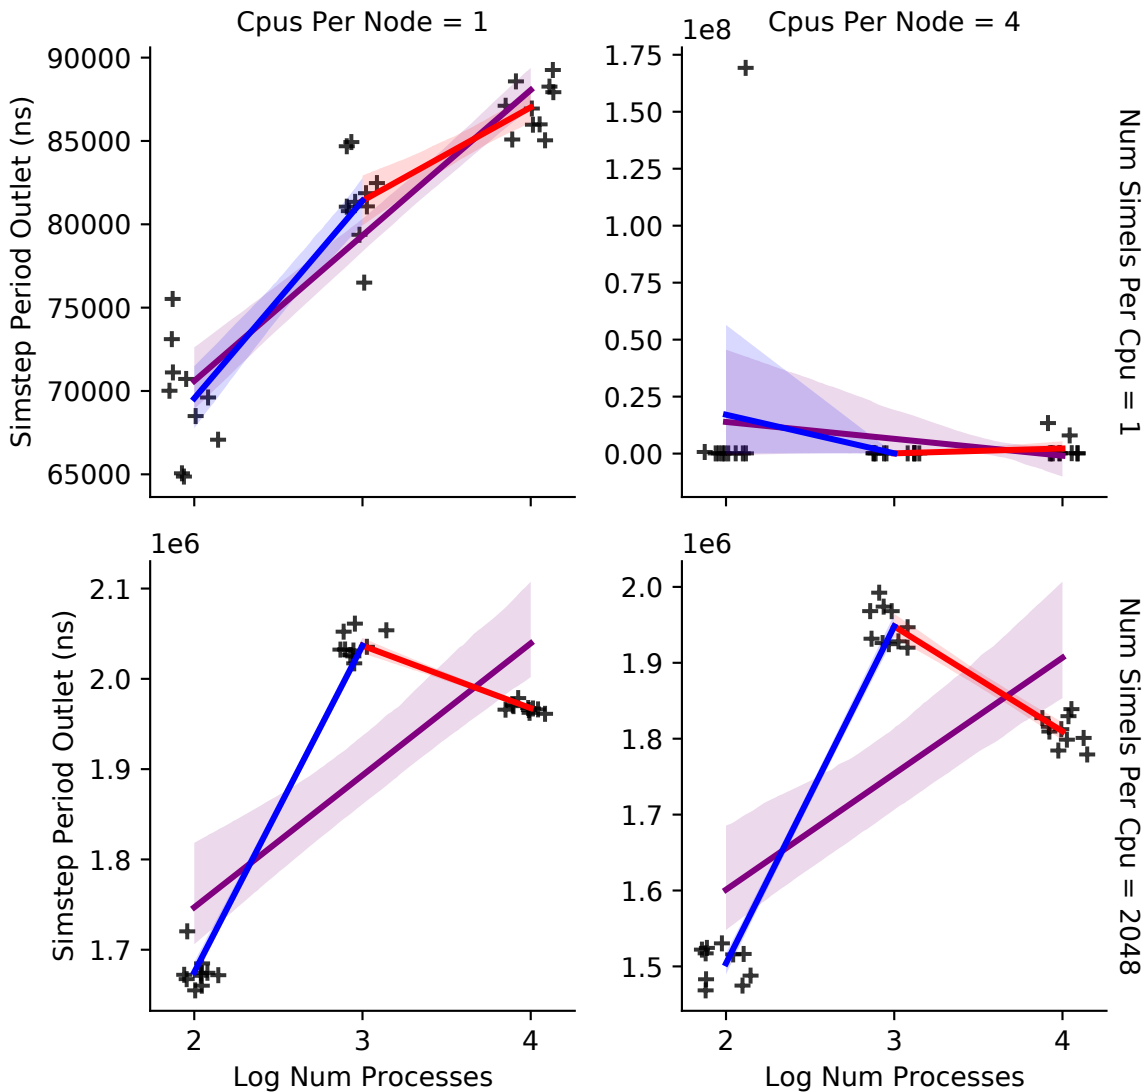 Cpus Per Node = 1
Cpus Per Node = 4
1e8
90000
85000
80000
75000
70000
65000
Simstep Period Outlet (ns)
1.75
1.50
1.25
1.00
0.75
0.50
0.25
0.00
Num Simels Per Cpu = 1
1e6
2.1
2.0
1.9
1.8
1.7
Simstep Period Outlet (ns)
2
3
4
Log Num Processes
1e6
2.0
1.9
1.8
1.7
1.6
1.5
2
3
4
Log Num Processes
Num Simels Per Cpu = 2048